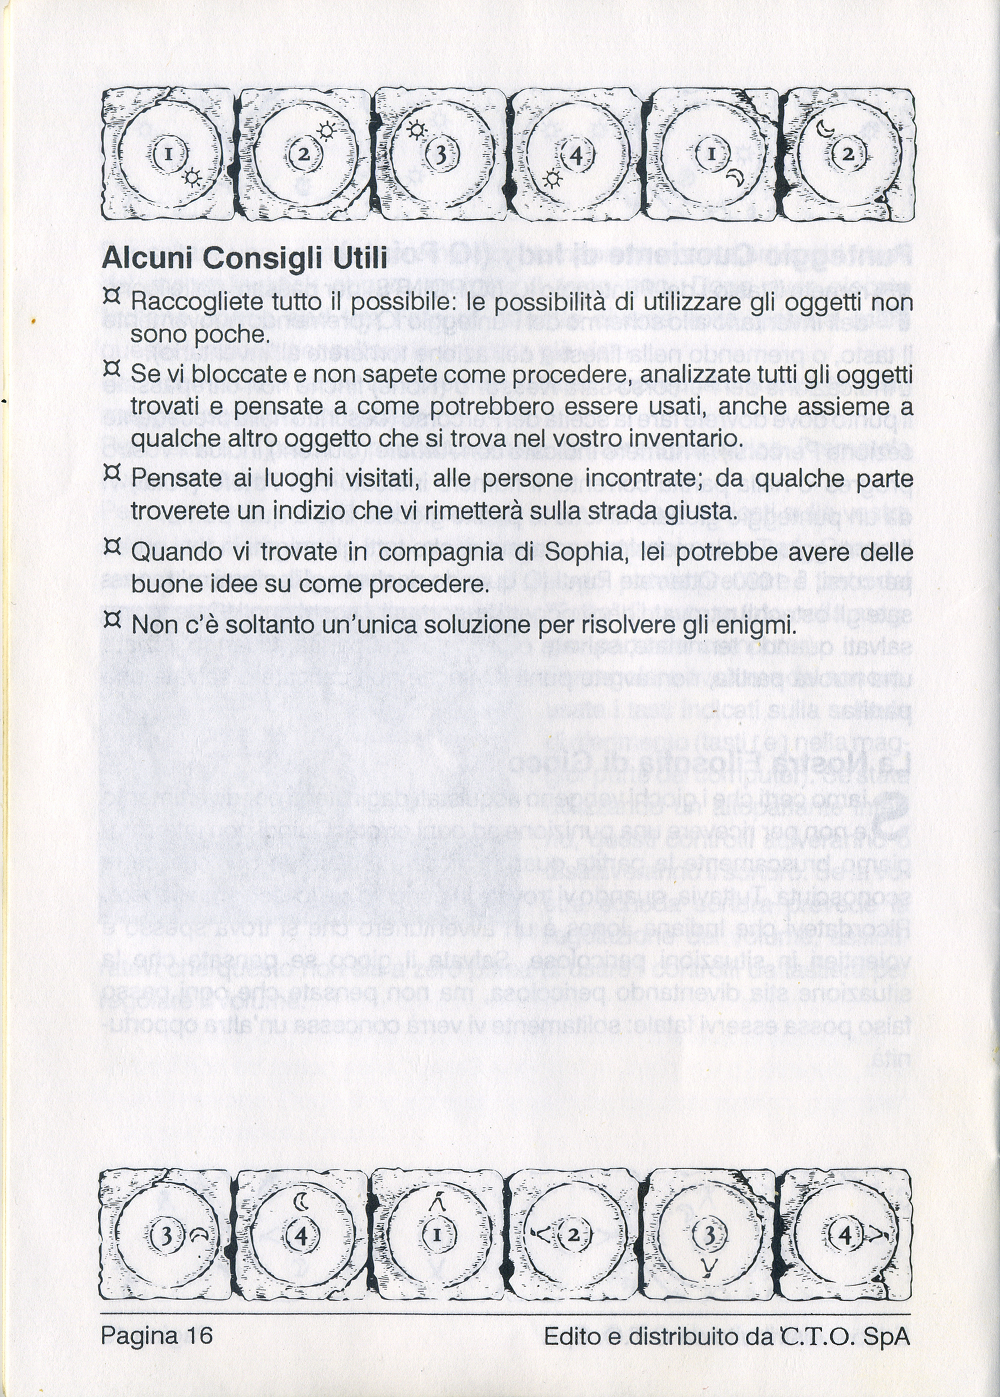 1 2 3 4 1 2
Alcuni Consigli Utili
¤ Raccogliete tutto il possibile: le possibilità di utilizzare gli oggetti non
sono poche.
¤ Se vi bloccate e non sapete come procedere, analizzate tutti gli oggetti
trovati e pensate a come potrebbero essere usati, anche assieme a
qualche altro oggetto che si trova nel vostro inventario.
¤ Pensate ai luoghi visitati, alle persone incontrate; da qualche parte
troverete un indizio che vi rimetterà sulla strada giusta.
¤ Quando vi trovate in compagnia di Sophia, lei potrebbe avere delle
buone idee su come procedere.
¤ Non c'è soltanto un'unica soluzione per risolvere gli enigmi.
3 4 1 2 3 4
Pagina 16 Edito e distribuito da C.T.O. SpA